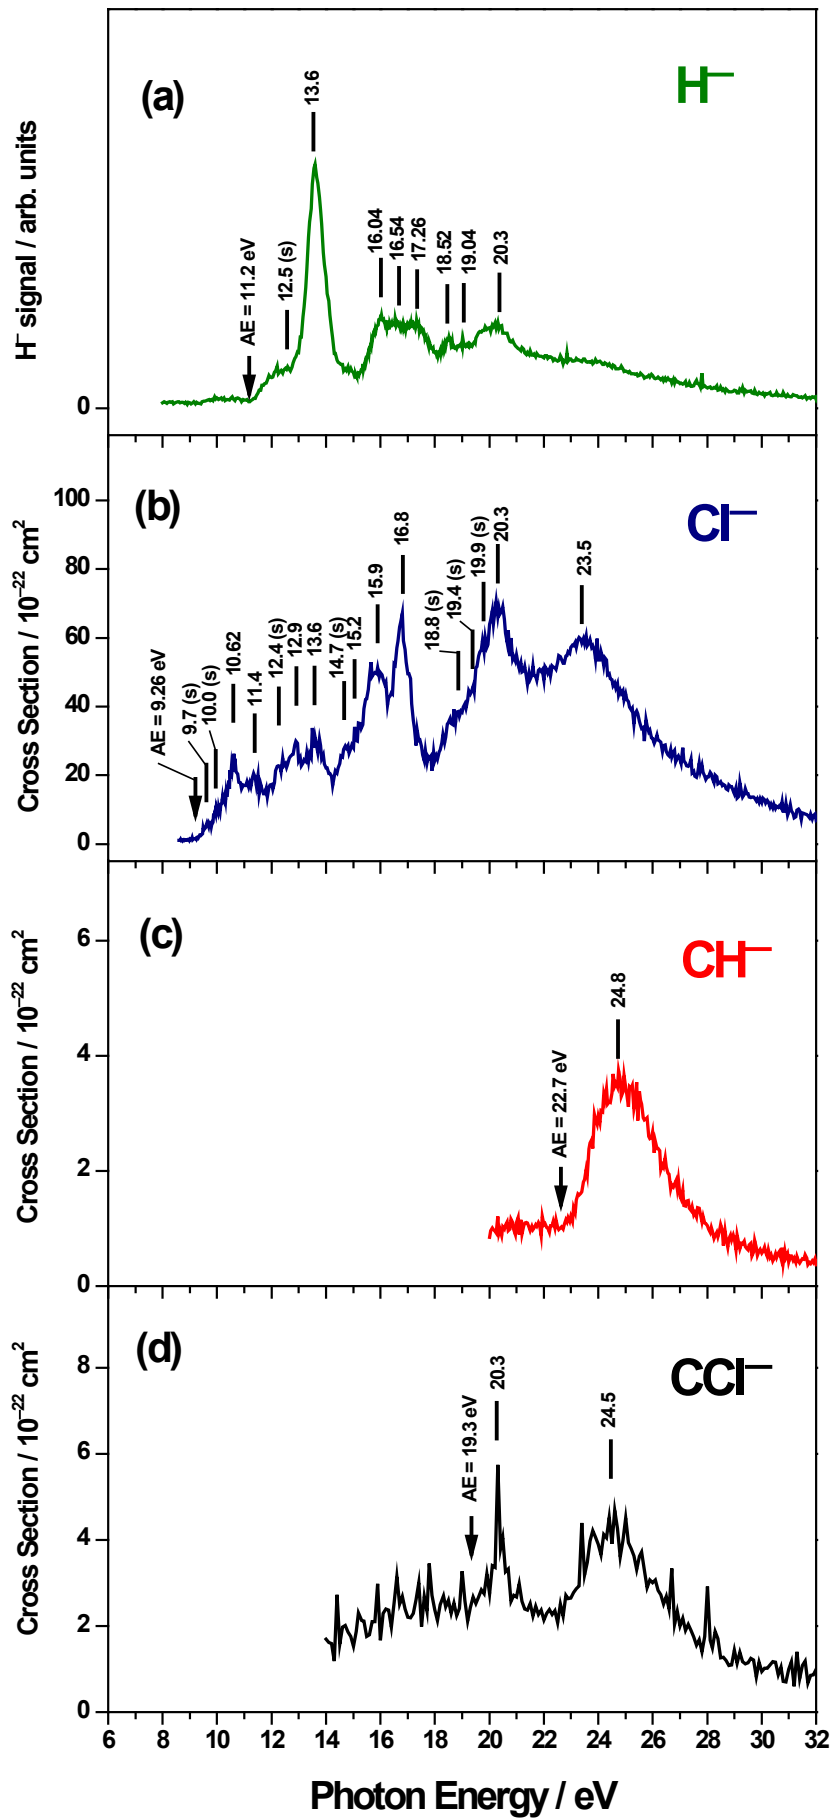 (a)
H⁻
H⁻ signal / arb. units
0
AE = 11.2 eV
12.5 (s)
13.6
16.04
16.54
17.26
18.52
19.04
20.3
(b)
Cl⁻
Cross Section / 10⁻²² cm²
100
80
60
40
20
0
AE = 9.26 eV
9.7 (s)
10.0 (s)
10.62
11.4
12.4 (s)
12.9
13.6
14.7 (s)
15.2
15.9
16.8
18.8 (s)
19.4 (s)
19.9 (s)
20.3
23.5
(c)
CH⁻
Cross Section / 10⁻²² cm²
6
4
2
0
AE = 22.7 eV
24.8
(d)
CCl⁻
Cross Section / 10⁻²² cm²
8
6
4
2
0
AE = 19.3 eV
20.3
24.5
6 8 10 12 14 16 18 20 22 24 26 28 30 32
Photon Energy / eV